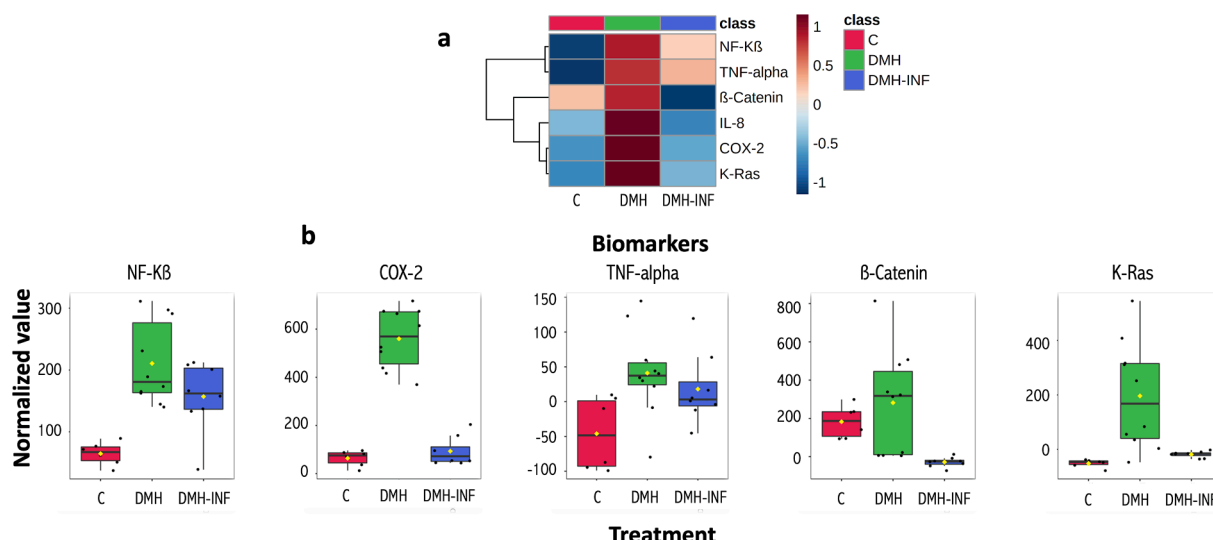 a
class
NF-Kß
TNF-alpha
ß-Catenin
IL-8
COX-2
K-Ras
C DMH DMH-INF
1
0.5
0
-0.5
-1
class
C
DMH
DMH-INF
b
Biomarkers
Normalized value
NF-Kß
300
200
100
C DMH DMH-INF
COX-2
600
400
200
0
C DMH DMH-INF
TNF-alpha
150
100
50
0
-50
-100
C DMH DMH-INF
ß-Catenin
800
600
400
200
0
C DMH DMH-INF
K-Ras
400
200
0
C DMH DMH-INF
Treatment